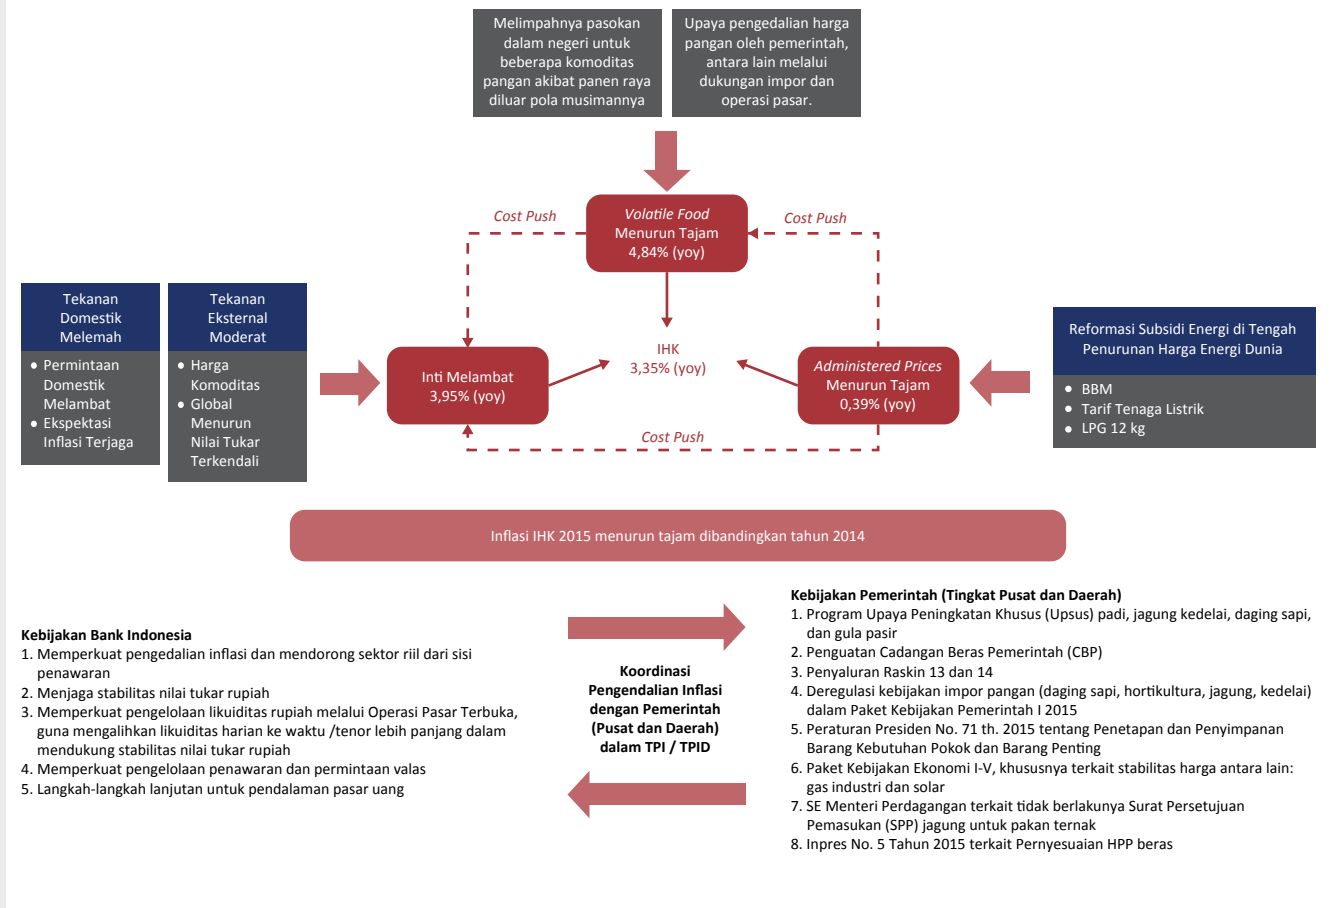 Melimpahnya pasokan
dalam negeri untuk
beberapa komoditas
pangan akibat panen raya
diluar pola musimannya
Upaya pengedalian harga
pangan oleh pemerintah,
antara lain melalui
dukungan impor dan
operasi pasar.
Cost Push
Volatile Food
Menurun Tajam
4,84% (yoy)
Cost Push
Tekanan
Domestik
Melemah
● Permintaan
Domestik
Melambat
● Ekspektasi
Inflasi Terjaga
Tekanan
Eksternal
Moderat
● Harga
Komoditas
● Global
Menurun
Nilai Tukar
Terkendali
Inti Melambat
3,95% (yoy)
IHK
3,35% (yoy)
Administered Prices
Menurun Tajam
0,39% (yoy)
Cost Push
Reformasi Subsidi Energi di Tengah
Penurunan Harga Energi Dunia
● BBM
● Tarif Tenaga Listrik
● LPG 12 kg
Inflasi IHK 2015 menurun tajam dibandingkan tahun 2014
Kebijakan Bank Indonesia
1. Memperkuat pengedalian inflasi dan mendorong sektor riil dari sisi
penawaran
2. Menjaga stabilitas nilai tukar rupiah
3. Memperkuat pengelolaan likuiditas rupiah melalui Operasi Pasar Terbuka,
guna mengalihkan likuiditas harian ke waktu /tenor lebih panjang dalam
mendukung stabilitas nilai tukar rupiah
4. Memperkuat pengelolaan penawaran dan permintaan valas
5. Langkah-langkah lanjutan untuk pendalaman pasar uang
Koordinasi
Pengendalian Inflasi
dengan Pemerintah
(Pusat dan Daerah)
dalam TPI / TPID
Kebijakan Pemerintah (Tingkat Pusat dan Daerah)
1. Program Upaya Peningkatan Khusus (Upsus) padi, jagung kedelai, daging sapi,
dan gula pasir
2. Penguatan Cadangan Beras Pemerintah (CBP)
3. Penyaluran Raskin 13 dan 14
4. Deregulasi kebijakan impor pangan (daging sapi, hortikultura, jagung, kedelai)
dalam Paket Kebijakan Pemerintah I 2015
5. Peraturan Presiden No. 71 th. 2015 tentang Penetapan dan Penyimpanan
Barang Kebutuhan Pokok dan Barang Penting
6. Paket Kebijakan Ekonomi I-V, khususnya terkait stabilitas harga antara lain:
gas industri dan solar
7. SE Menteri Perdagangan terkait tidak berlakunya Surat Persetujuan
Pemasukan (SPP) jagung untuk pakan ternak
8. Inpres No. 5 Tahun 2015 terkait Pernyesuaian HPP beras